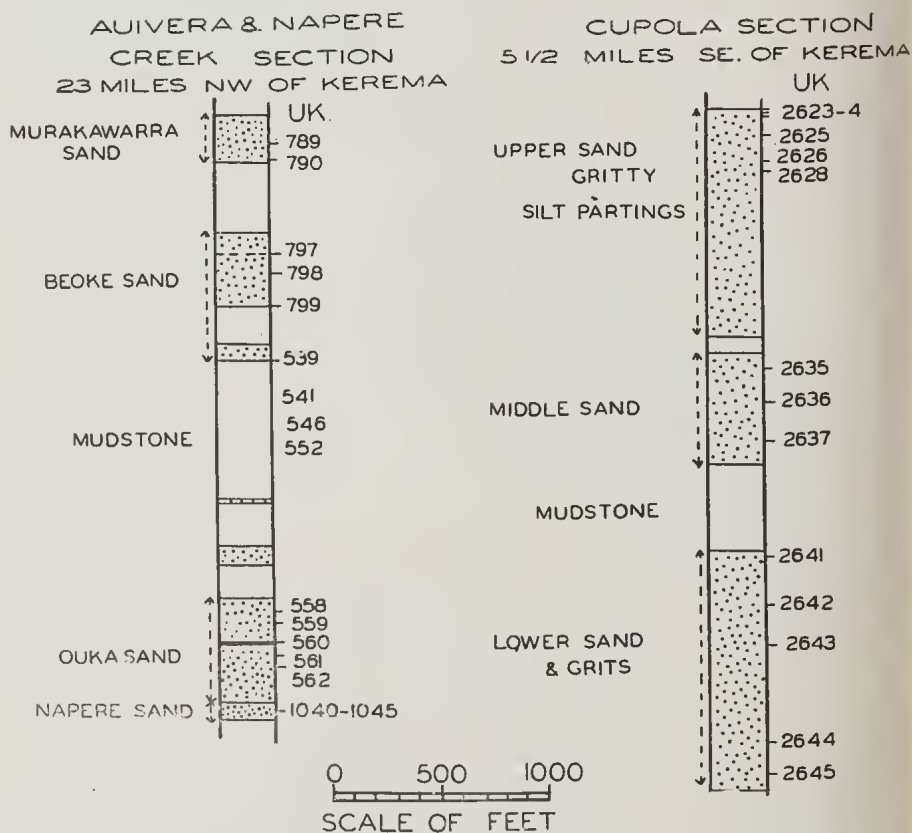 AUIVERA & NAPERE
CREEK SECTION
23 MILES NW OF KEREMA
UK
MURAKAWARRA
SAND
789
790
BEOKE SAND
797
798
799
539
MUDSTONE
541
546
552
OUKA SAND
558
559
560
561
562
NAPERE SAND
1040-1045
CUPOLA SECTION
5 1/2 MILES SE. OF KEREMA
UK
UPPER SAND
GRITTY
SILT PARTINGS
2623-4
2625
2626
2628
MIDDLE SAND
2635
2636
2637
MUDSTONE
LOWER SAND
& GRITS
2641
2642
2643
2644
2645
0 500 1000
SCALE OF FEET